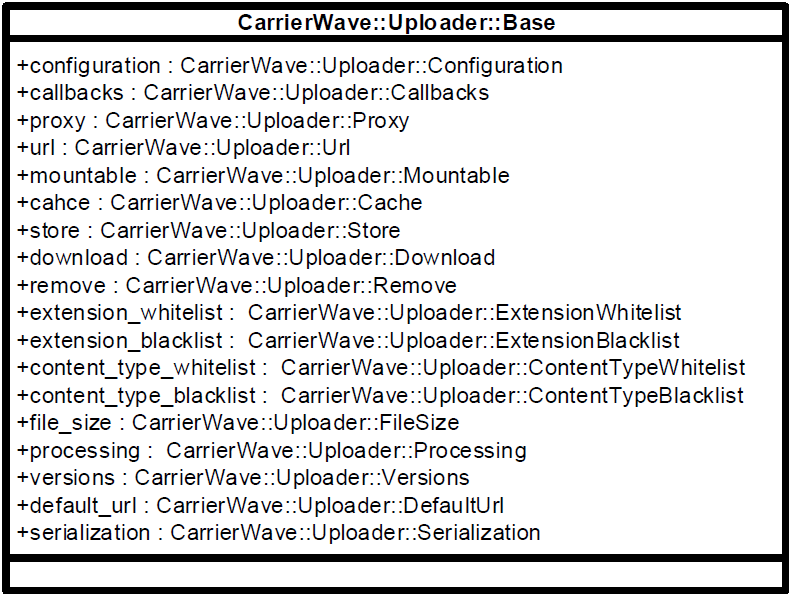 CarrierWave::Uploader::Base
+configuration : CarrierWave::Uploader::Configuration
+callbacks : CarrierWave::Uploader::Callbacks
+proxy : CarrierWave::Uploader::Proxy
+url : CarrierWave::Uploader::Url
+mountable : CarrierWave::Uploader::Mountable
+cahce : CarrierWave::Uploader::Cache
+store : CarrierWave::Uploader::Store
+download : CarrierWave::Uploader::Download
+remove : CarrierWave::Uploader::Remove
+extension_whitelist :  CarrierWave::Uploader::ExtensionWhitelist
+extension_blacklist :  CarrierWave::Uploader::ExtensionBlacklist
+content_type_whitelist :  CarrierWave::Uploader::ContentTypeWhitelist
+content_type_blacklist :  CarrierWave::Uploader::ContentTypeBlacklist
+file_size : CarrierWave::Uploader::FileSize
+processing :  CarrierWave::Uploader::Processing
+versions : CarrierWave::Uploader::Versions
+default_url : CarrierWave::Uploader::DefaultUrl
+serialization : CarrierWave::Uploader::Serialization